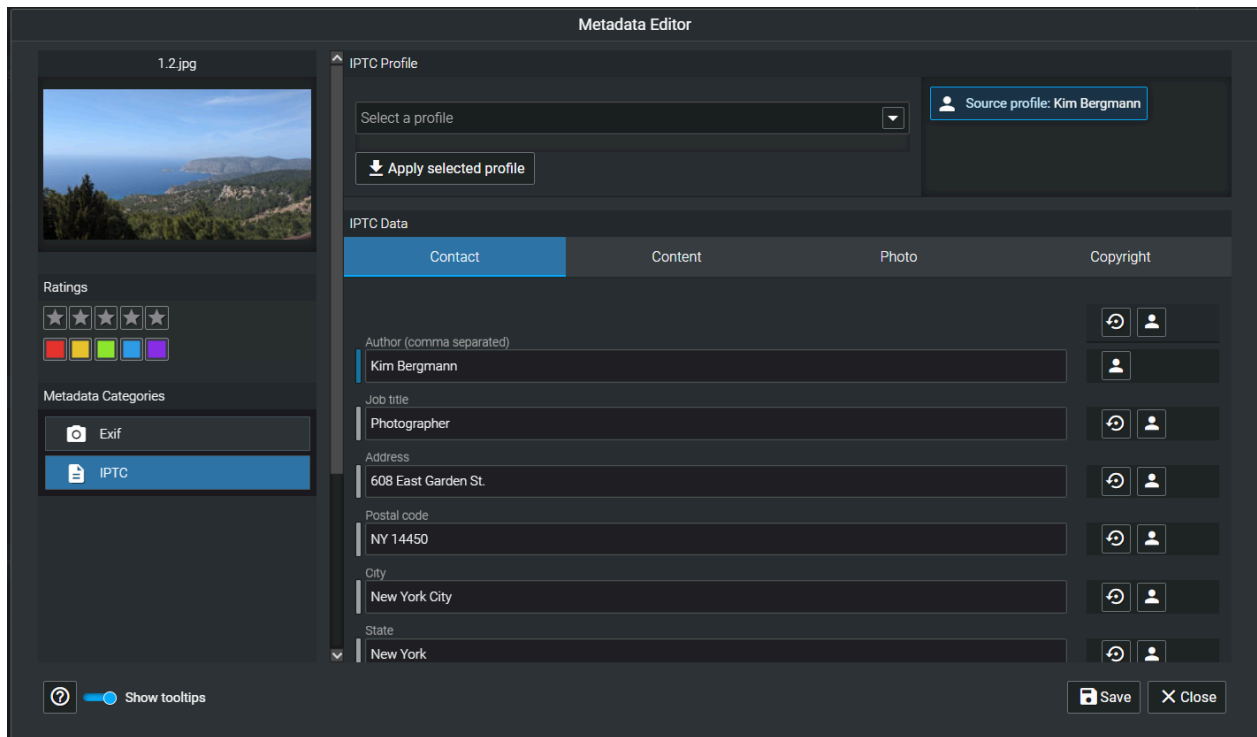 Metadata Editor
1.2.jpg
IPTC Profile
Select a profile
Source profile: Kim Bergmann
Apply selected profile
IPTC Data
Contact
Content
Photo
Copyright
Ratings
Author (comma separated)
Kim Bergmann
Metadata Categories
Job title
Exif
Photographer
Address
IPTC
608 East Garden St.
Postal code
NY 14450
City
New York City
State
New York
Show tooltips
Save
Close